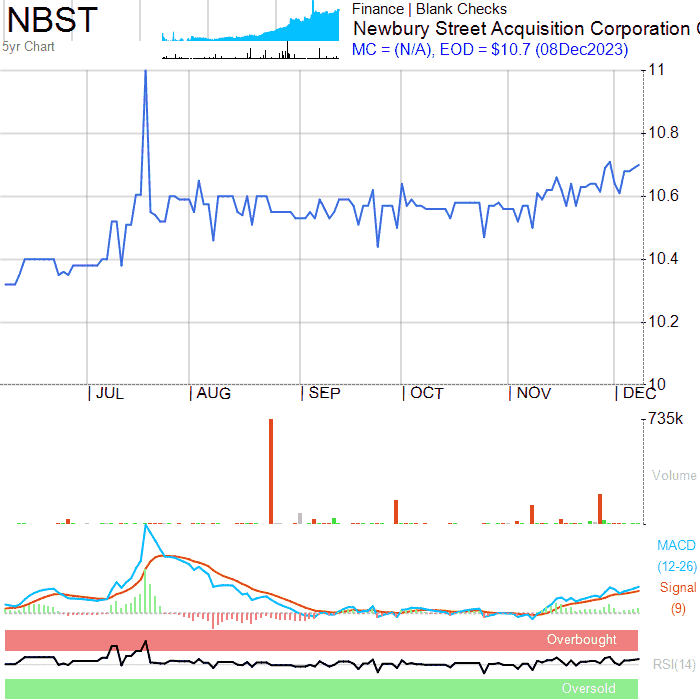 NBST
5yr Chart
Finance | Blank Checks
Newbury Street Acquisition Corporation
MC = (N/A), EOD = $10.7 (08Dec2023)
11
10.8
10.6
10.4
10.2
10
JUL AUG SEP OCT NOV DEC
735k
Volume
MACD
(12-26)
Signal
(9)
Overbought
RSI(14)
Oversold